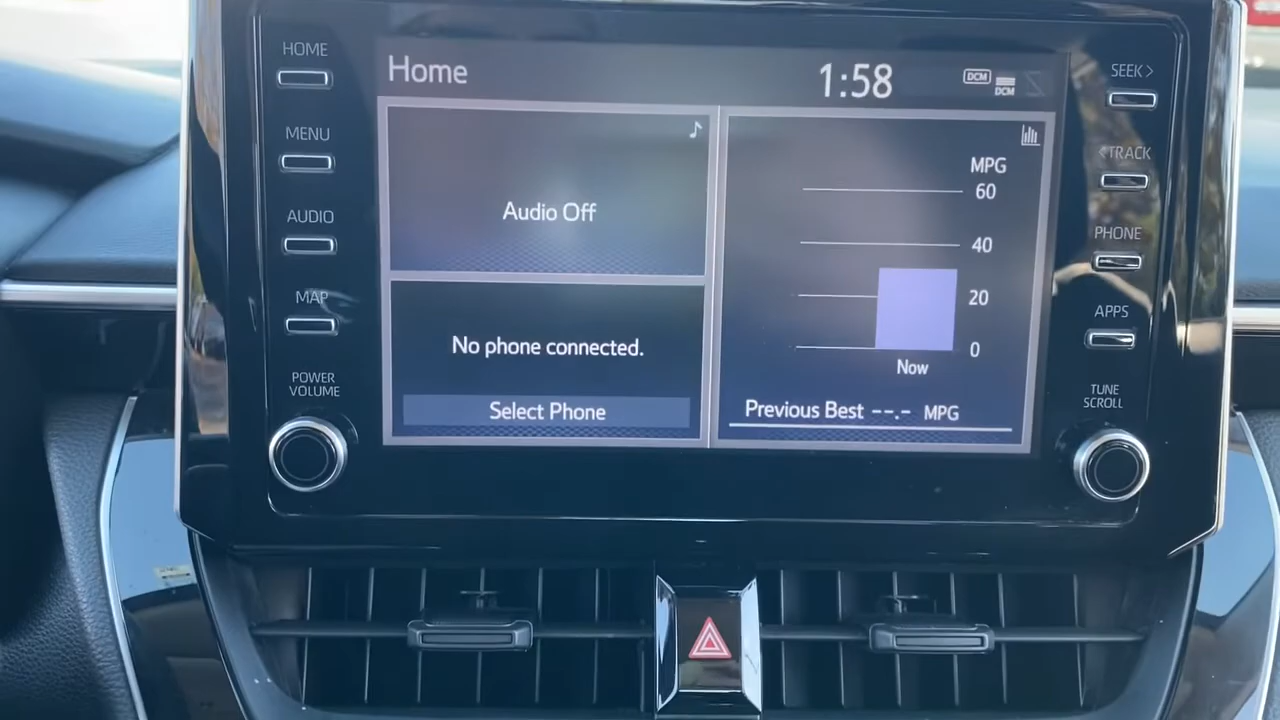 HOME
MENU
AUDIO
MAP
POWER
VOLUME
Home
1:58
DCM
DCM
Audio Off
No phone connected.
Select Phone
MPG
60
40
20
0
Now
Previous Best --.- MPG
SEEK>
<TRACK
PHONE
APPS
TUNE
SCROLL